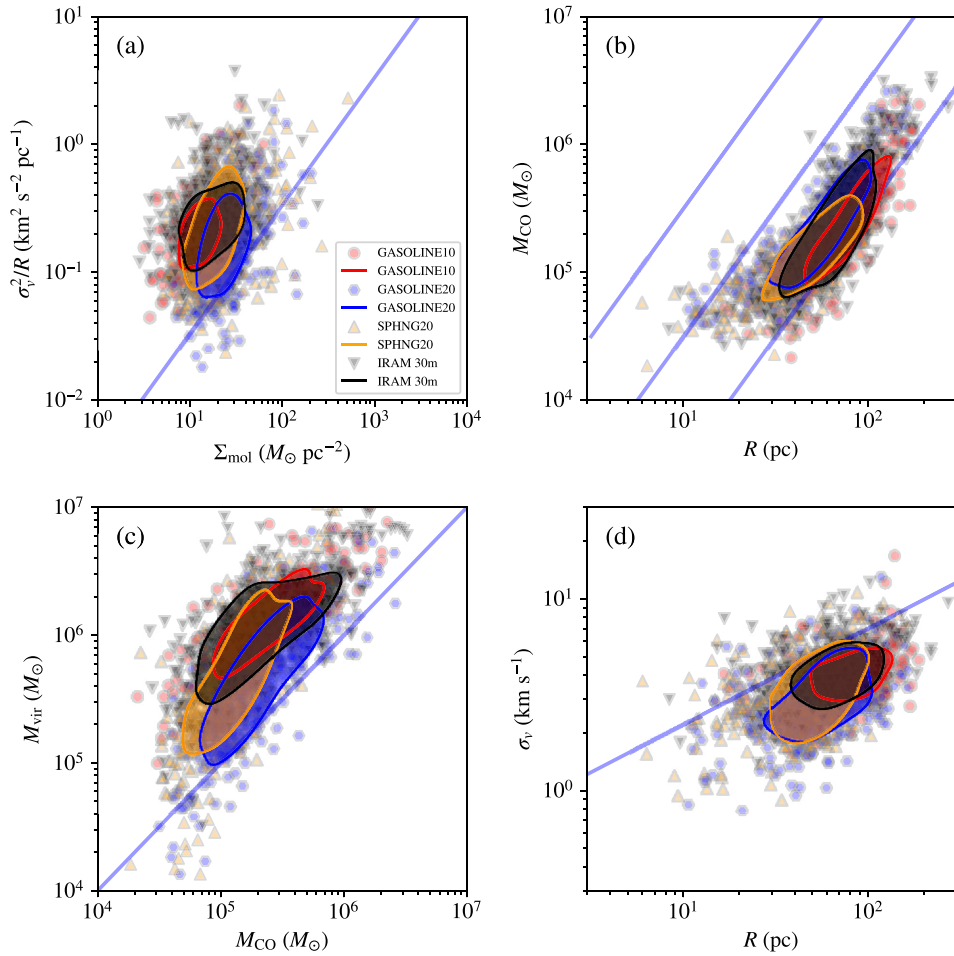 (a)
10¹
10⁰
10⁻¹
10⁻²
σᵥ²/R (km² s⁻² pc⁻¹)
GASOLINE10
GASOLINE10
GASOLINE20
GASOLINE20
SPHNG20
SPHNG20
IRAM 30m
IRAM 30m
10⁰ 10¹ 10² 10³ 10⁴
Σmol (M⊙ pc⁻²)
(b)
10⁷
10⁶
10⁵
10⁴
MCO (M⊙)
10¹ 10²
R (pc)
(c)
10⁷
10⁶
10⁵
10⁴
Mvir (M⊙)
10⁴ 10⁵ 10⁶ 10⁷
MCO (M⊙)
(d)
10¹
10⁰
σᵥ (km s⁻¹)
10¹ 10²
R (pc)